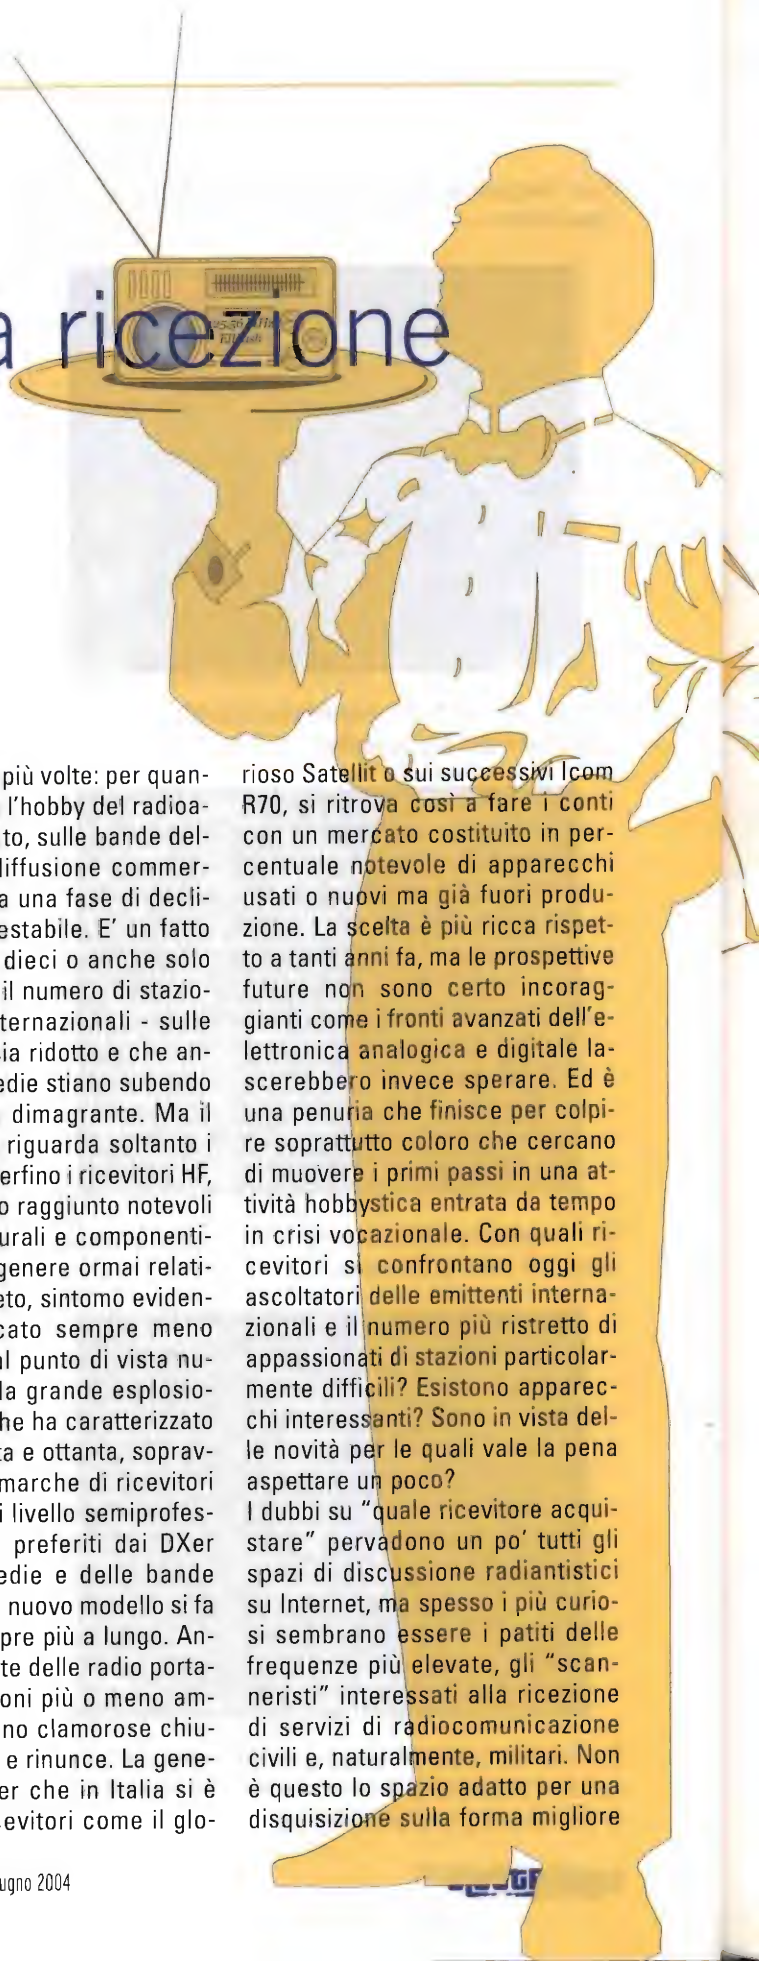 a ricezione
25.56 MHz
più volte: per quan-
l'hobby del radioa-
to, sulle bande del-
diffusione commer-
a una fase di decli-
estabile. E' un fatto
dieci o anche solo
il numero di stazio-
ternazionali - sulle
sia ridotto e che an-
edie stiano subendo
dimagrante. Ma il
riguarda soltanto i
erfino i ricevitori HF,
o raggiunto notevoli
urali e componenti-
genere ormai relati-
eto, sintomo eviden-
cato sempre meno
al punto di vista nu-
la grande esplosio-
he ha caratterizzato
ta e ottanta, soprav-
marche di ricevitori
i livello semiprofes-
preferiti dai DXer
edie e delle bande
nuovo modello si fa
pre più a lungo. An-
te delle radio porta-
oni più o meno am-
no clamorose chiu-
e rinunce. La gene-
er che in Italia si è
cevitori come il glo-
rioso Satellit o sui successivi Icom
R70, si ritrova così a fare i conti
con un mercato costituito in per-
centuale notevole di apparecchi
usati o nuovi ma già fuori produ-
zione. La scelta è più ricca rispet-
to a tanti anni fa, ma le prospettive
future non sono certo incorag-
gianti come i fronti avanzati dell'e-
lettronica analogica e digitale la-
scerebbero invece sperare. Ed è
una penuria che finisce per colpi-
re soprattutto coloro che cercano
di muovere i primi passi in una at-
tività hobbystica entrata da tempo
in crisi vocazionale. Con quali ri-
cevitori si confrontano oggi gli
ascoltatori delle emittenti interna-
zionali e il numero più ristretto di
appassionati di stazioni particolar-
mente difficili? Esistono apparec-
chi interessanti? Sono in vista del-
le novità per le quali vale la pena
aspettare un poco?
I dubbi su "quale ricevitore acqui-
stare" pervadono un po' tutti gli
spazi di discussione radiantistici
su Internet, ma spesso i più curio-
si sembrano essere i patiti delle
frequenze più elevate, gli "scan-
neristi" interessati alla ricezione
di servizi di radiocomunicazione
civili e, naturalmente, militari. Non
è questo lo spazio adatto per una
disquisizione sulla forma migliore
ugno 2004